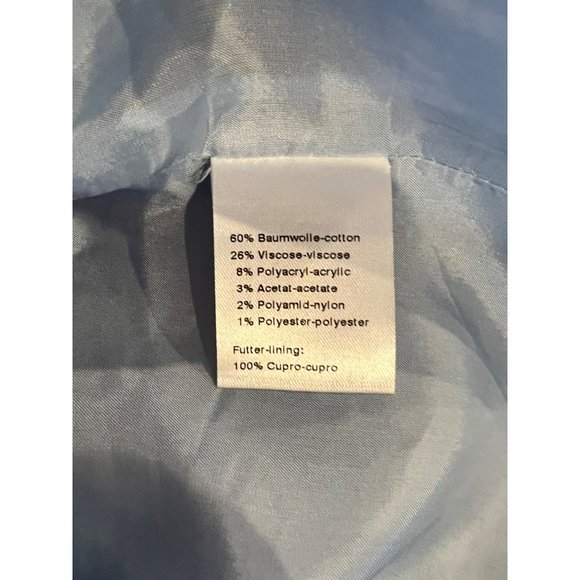 60% Baumwolle-cotton
26% Viscose-viscose
8% Polyacryl-acrylic
3% Acetat-acetate
2% Polyamid-nylon
1% Polyester-polyester
Futter-lining:
100% Cupro-cupro